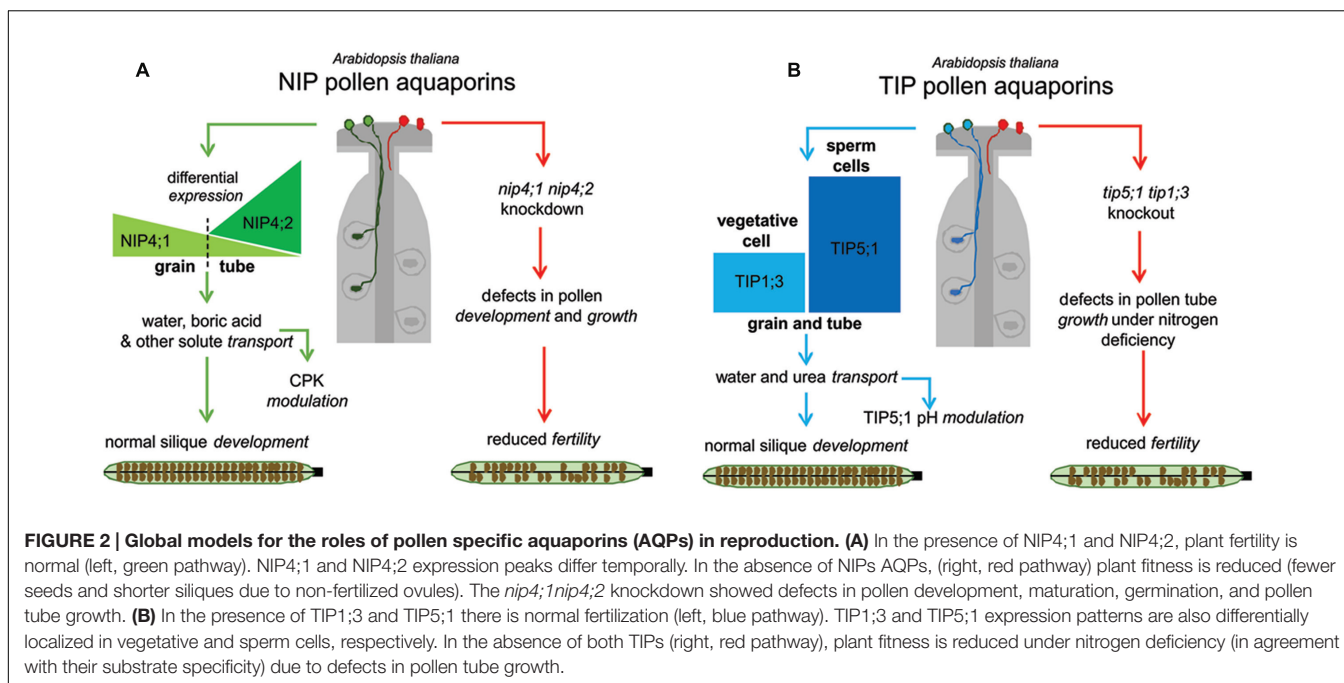 A
Arabidopsis thaliana
NIP pollen aquaporins
differential
expression
NIP4;1
NIP4;2
grain
tube
water, boric acid
& other solute transport
CPK
modulation
normal silique development
nip4;1 nip4;2
knockdown
defects in pollen
development and growth
reduced fertility
B
Arabidopsis thaliana
TIP pollen aquaporins
sperm
cells
vegetative
cell
TIP1;3
TIP5;1
grain and tube
water and urea transport
TIP5;1 pH modulation
normal silique development
tip5;1 tip1;3
knockout
defects in pollen tube
growth under nitrogen
deficiency
reduced fertility
FIGURE 2 | Global models for the roles of pollen specific aquaporins (AQPs) in reproduction. (A) In the presence of NIP4;1 and NIP4;2, plant fertility is
normal (left, green pathway). NIP4;1 and NIP4;2 expression peaks differ temporally. In the absence of NIPs AQPs, (right, red pathway) plant fitness is reduced (fewer
seeds and shorter siliques due to non-fertilized ovules). The nip4;1nip4;2 knockdown showed defects in pollen development, maturation, germination, and pollen
tube growth. (B) In the presence of TIP1;3 and TIP5;1 there is normal fertilization (left, blue pathway). TIP1;3 and TIP5;1 expression patterns are also differentially
localized in vegetative and sperm cells, respectively. In the absence of both TIPs (right, red pathway), plant fitness is reduced under nitrogen deficiency (in agreement
with their substrate specificity) due to defects in pollen tube growth.